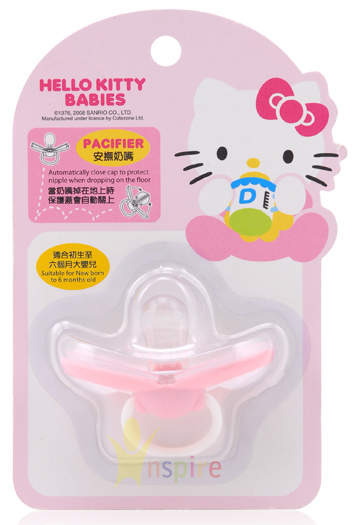 HELLO KITTY
BABIES
©1976, 2008 SANRIO CO., LTD.
Manufactured under licence by Cutezone Ltd.
PACIFIER
安撫奶嘴
Automatically close cap to protect
nipple when dropping on the floor
當奶嘴掉在地上時
保護蓋會自動關上
適合初生至
六個月大嬰兒
Suitable for New born
to 6 months old
D E
inspire